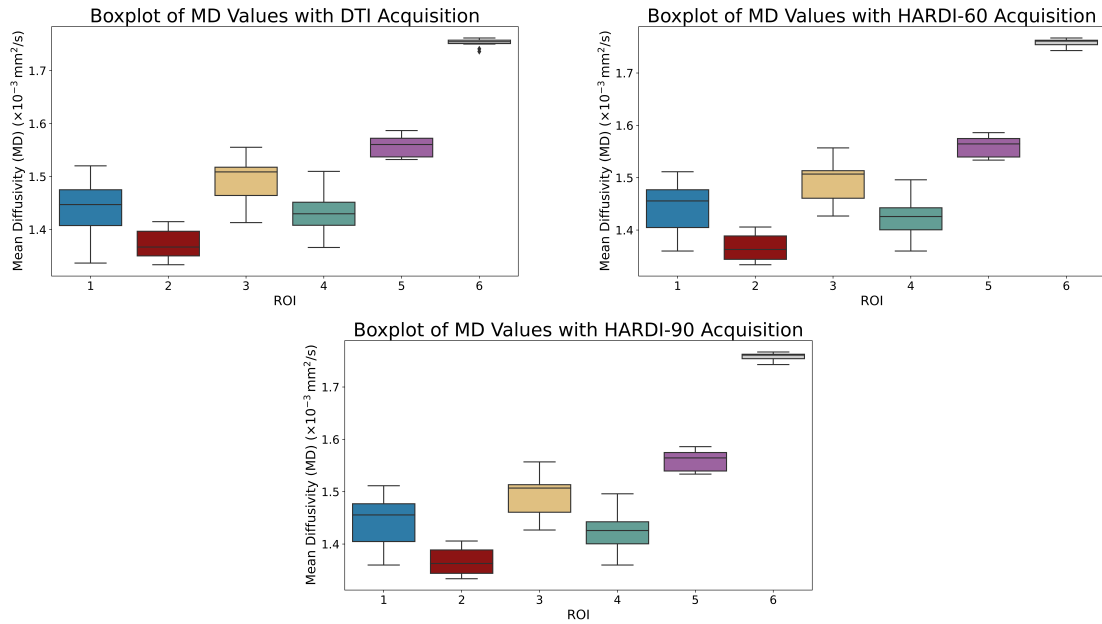 Boxplot of MD Values with DTI Acquisition
Mean Diffusivity (MD) (×10⁻³ mm²/s)
1.7
1.6
1.5
1.4
1 2 3 4 5 6
ROI
Boxplot of MD Values with HARDI-60 Acquisition
Mean Diffusivity (MD) (×10⁻³ mm²/s)
1.7
1.6
1.5
1.4
1 2 3 4 5 6
ROI
Boxplot of MD Values with HARDI-90 Acquisition
Mean Diffusivity (MD) (×10⁻³ mm²/s)
1.7
1.6
1.5
1.4
1 2 3 4 5 6
ROI